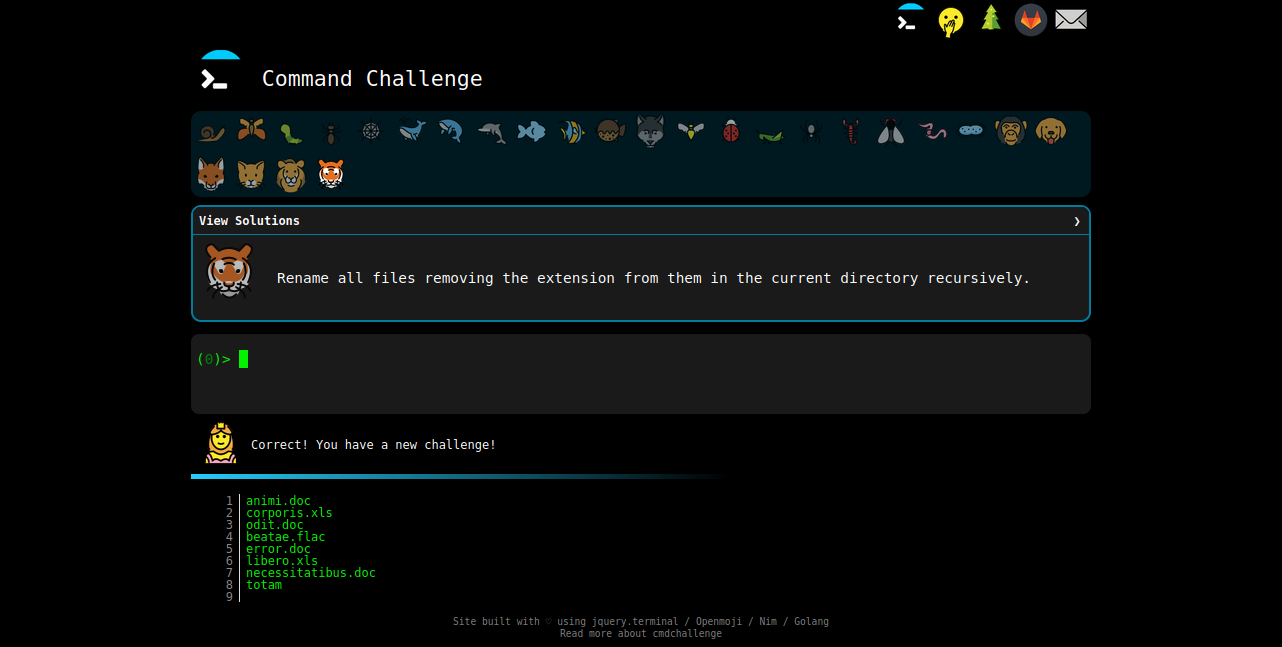 Command Challenge
View Solutions ❯
Rename all files removing the extension from them in the current directory recursively.
(0)>
Correct! You have a new challenge!
1 animi.doc
2 corporis.xls
3 odit.doc
4 beatae.flac
5 error.doc
6 libero.xls
7 necessitatibus.doc
8 totam
9
Site built with ♡ using jquery.terminal / Openmoji / Nim / Golang
Read more about cmdchallenge